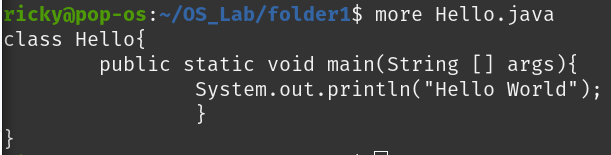 ricky@pop-os:~/OS_Lab/folder1$ more Hello.java
class Hello{
        public static void main(String [] args){
                System.out.println("Hello World");
                }
}